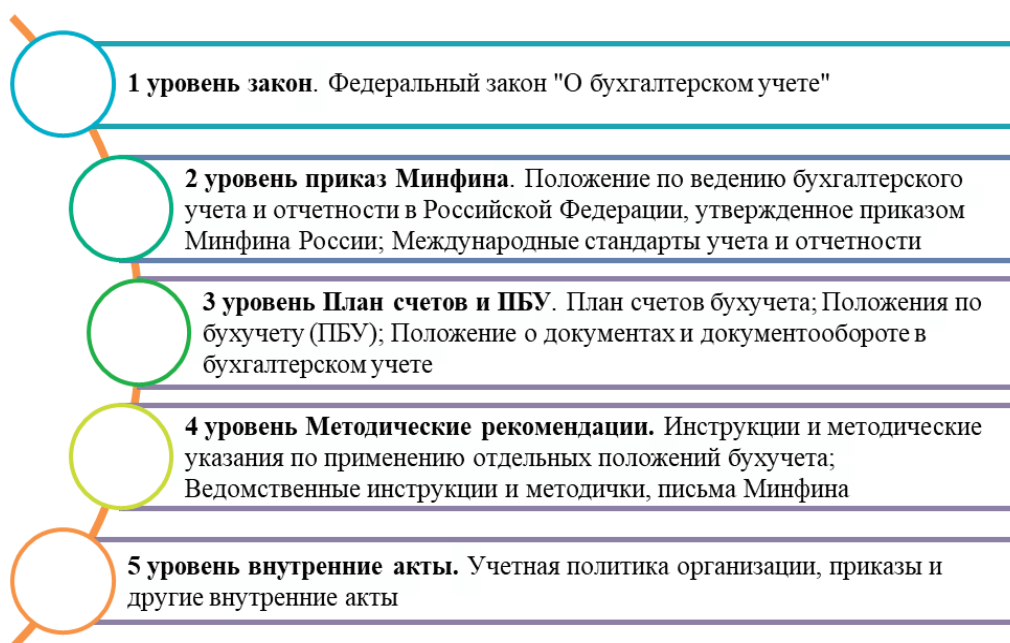 1 уровень закон. Федеральный закон "О бухгалтерском учете"
2 уровень приказ Минфина. Положение по ведению бухгалтерского
учета и отчетности в Российской Федерации, утвержденное приказом
Минфина России; Международные стандарты учета и отчетности
3 уровень План счетов и ПБУ. План счетов бухучета; Положения по
бухучету (ПБУ); Положение о документах и документообороте в
бухгалтерском учете
4 уровень Методические рекомендации. Инструкции и методические
указания по применению отдельных положений бухучета;
Ведомственные инструкции и методички, письма Минфина
5 уровень внутренние акты. Учетная политика организации, приказы и
другие внутренние акты